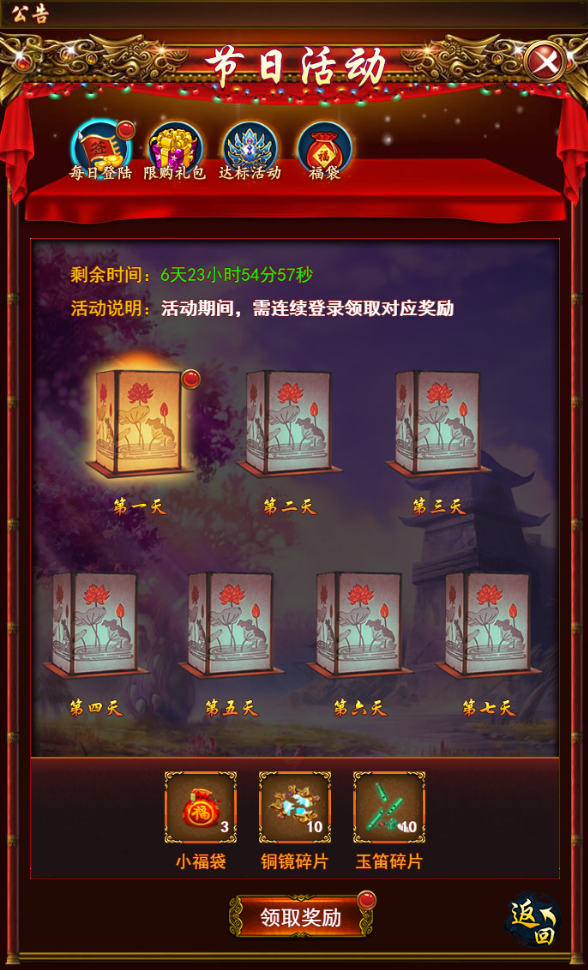 公告
节日活动
每日登陆 限购礼包 达标活动 福袋
剩余时间：6天23小时54分57秒
活动说明：活动期间，需连续登录领取对应奖励
第一天 第二天 第三天
第四天 第五天 第六天 第七天
福 3 10 10
小福袋 铜镜碎片 玉笛碎片
领取奖励
返回